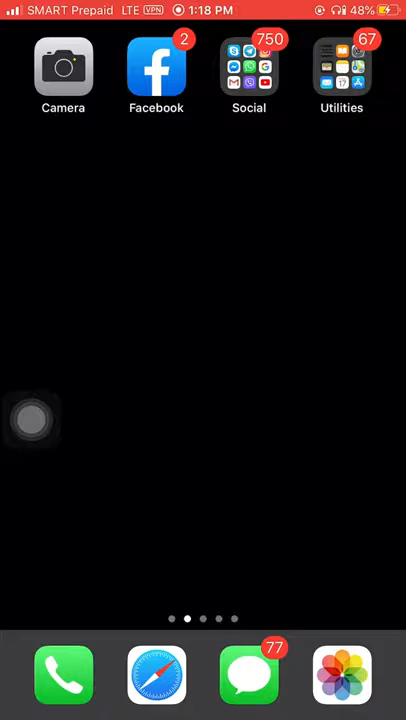 SMART Prepaid LTE VPN 1:18 PM 48%
2 750 67
Camera Facebook Social Utilities
77